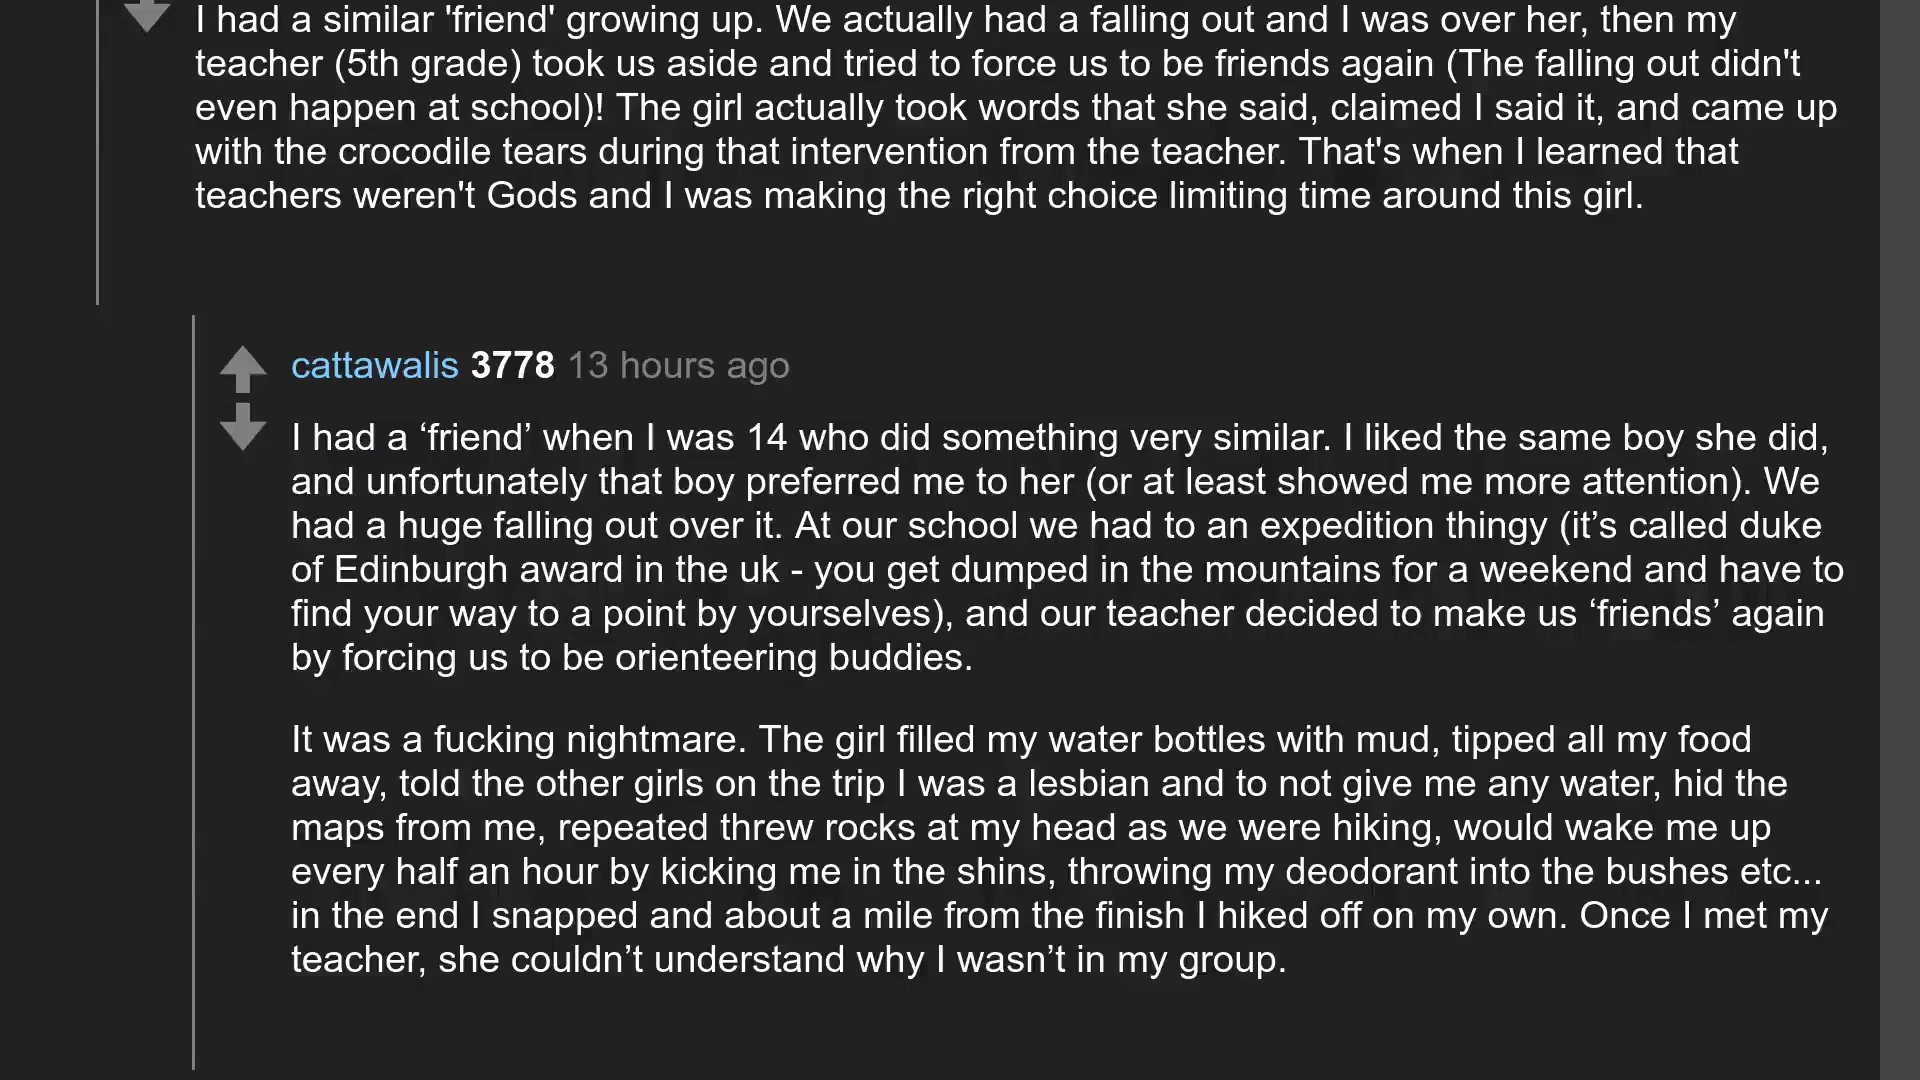 I had a similar 'friend' growing up. We actually had a falling out and I was over her, then my
teacher (5th grade) took us aside and tried to force us to be friends again (The falling out didn't
even happen at school)! The girl actually took words that she said, claimed I said it, and came up
with the crocodile tears during that intervention from the teacher. That's when I learned that
teachers weren't Gods and I was making the right choice limiting time around this girl.
cattawalis 3778 13 hours ago
I had a ‘friend’ when I was 14 who did something very similar. I liked the same boy she did,
and unfortunately that boy preferred me to her (or at least showed me more attention). We
had a huge falling out over it. At our school we had to an expedition thingy (it’s called duke
of Edinburgh award in the uk - you get dumped in the mountains for a weekend and have to
find your way to a point by yourselves), and our teacher decided to make us ‘friends’ again
by forcing us to be orienteering buddies.
It was a fucking nightmare. The girl filled my water bottles with mud, tipped all my food
away, told the other girls on the trip I was a lesbian and to not give me any water, hid the
maps from me, repeated threw rocks at my head as we were hiking, would wake me up
every half an hour by kicking me in the shins, throwing my deodorant into the bushes etc...
in the end I snapped and about a mile from the finish I hiked off on my own. Once I met my
teacher, she couldn’t understand why I wasn’t in my group.